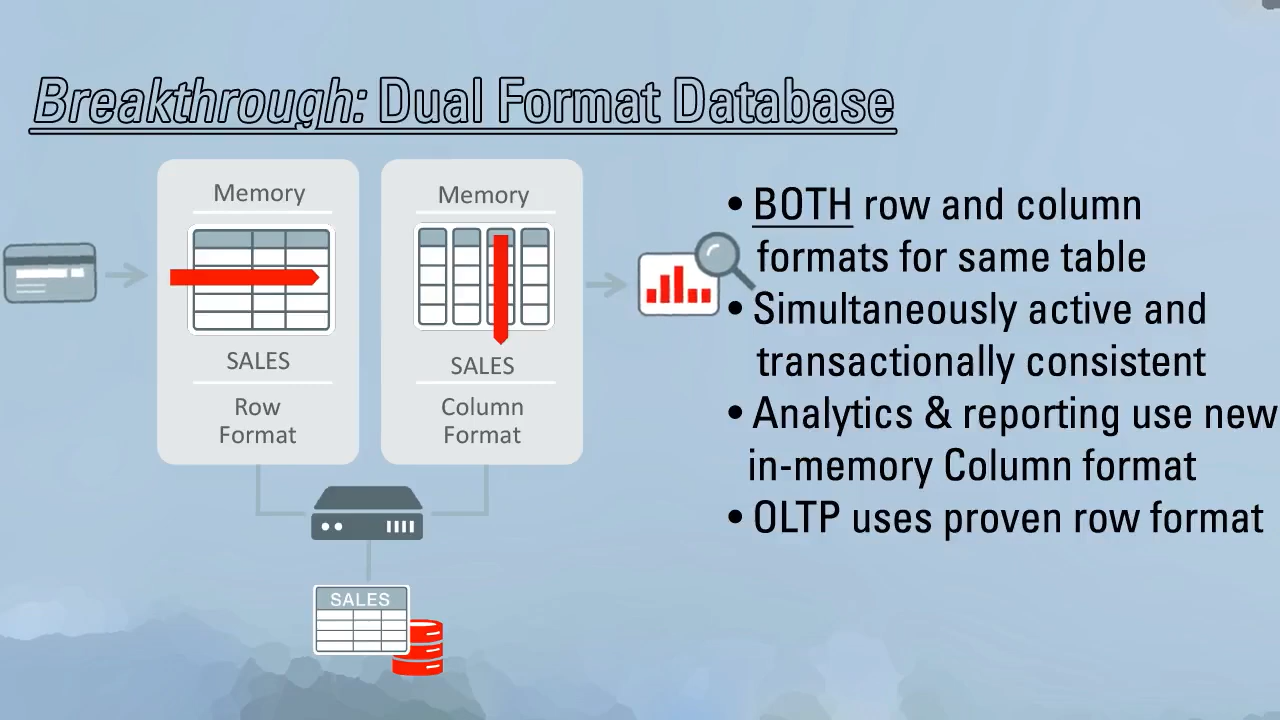 Breakthrough: Dual Format Database
Memory
SALES
Row
Format
Memory
SALES
Column
Format
SALES
• BOTH row and column
formats for same table
• Simultaneously active and
transactionally consistent
• Analytics & reporting use new
in-memory Column format
• OLTP uses proven row format